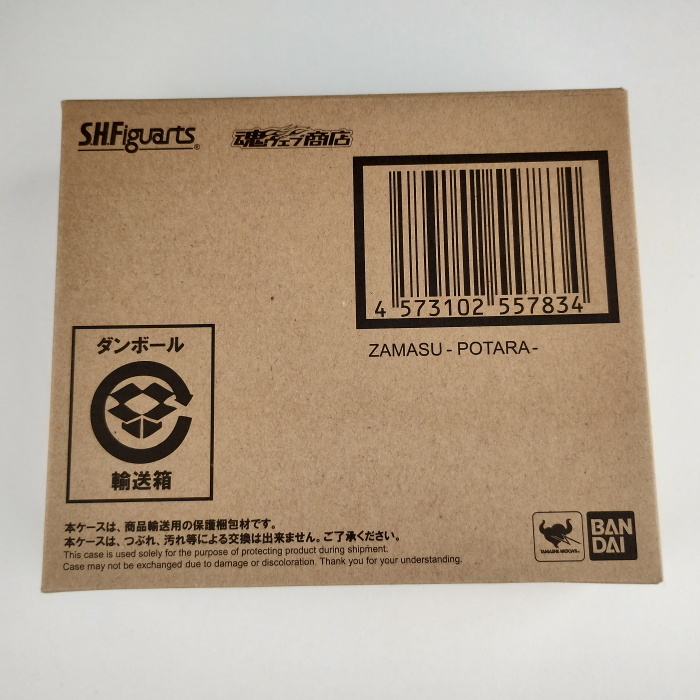 S.H.Figuarts®
魂ウェブ商店
4 573102 557834
ZAMASU - POTARA-
ダンボール
輸送箱
本ケースは、商品輸送用の保護梱包材です。
本ケースは、つぶれ、汚れ等による交換は出来ません。ご了承ください。
This case is used solely for the purpose of protecting product during shipment.
Case may not be exchanged due to damage or discoloration. Thank you for your understanding.
TAMASHII NATIONS
BAN
DAI